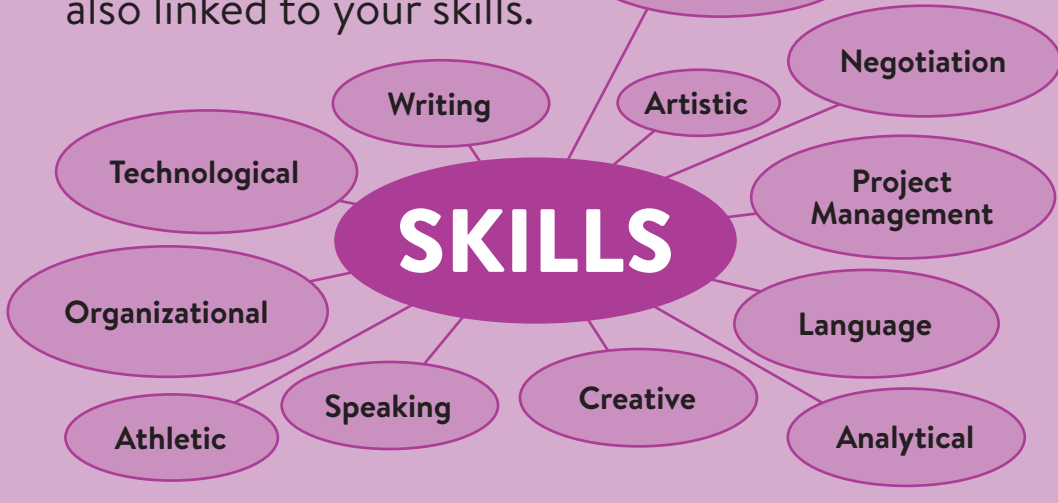 also linked to your skills.
Negotiation
Writing
Artistic
Technological
Project
Management
SKILLS
Organizational
Language
Speaking
Creative
Athletic
Analytical